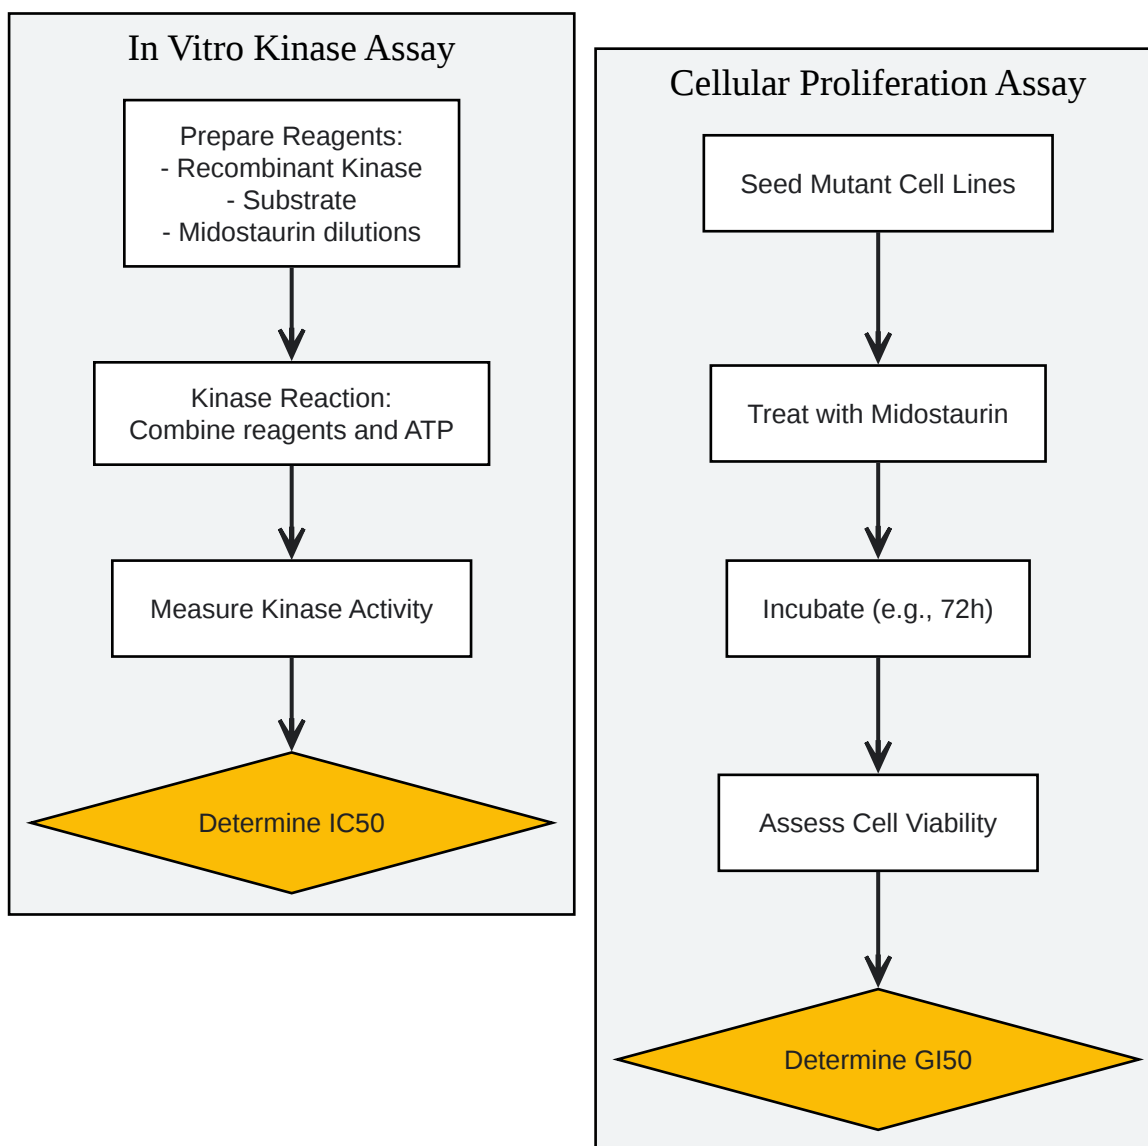 In Vitro Kinase Assay
Prepare Reagents:
- Recombinant Kinase
- Substrate
- Midostaurin dilutions
Kinase Reaction:
Combine reagents and ATP
Measure Kinase Activity
Determine IC50
Cellular Proliferation Assay
Seed Mutant Cell Lines
Treat with Midostaurin
Incubate (e.g., 72h)
Assess Cell Viability
Determine GI50